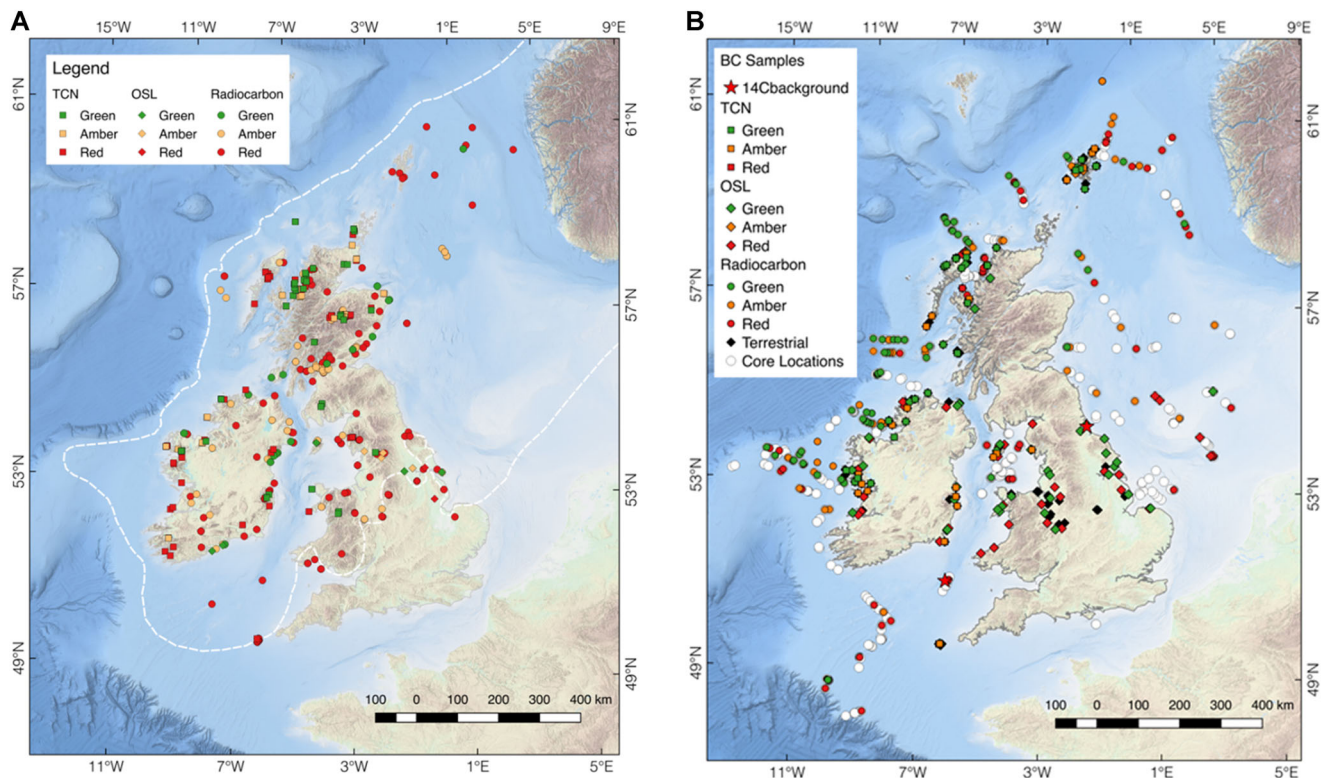 A
15°W 11°W 7°W 3°W 1°E 5°E
61°N
57°N
53°N
49°N
Legend
TCN OSL Radiocarbon
Green Green Green
Amber Amber Amber
Red Red Red
61°N
57°N
53°N
49°N
100 0 100 200 300 400 km
11°W 7°W 3°W 1°E 5°E
B
15°W 11°W 7°W 3°W 1°E 5°E 9°E
61°N
57°N
53°N
49°N
BC Samples
14Cbackground
TCN
Green
Amber
Red
OSL
Green
Amber
Red
Radiocarbon
Green
Amber
Red
Terrestrial
Core Locations
61°N
57°N
53°N
49°N
100 0 100 200 300 400 km
11°W 7°W 3°W 1°E 5°E